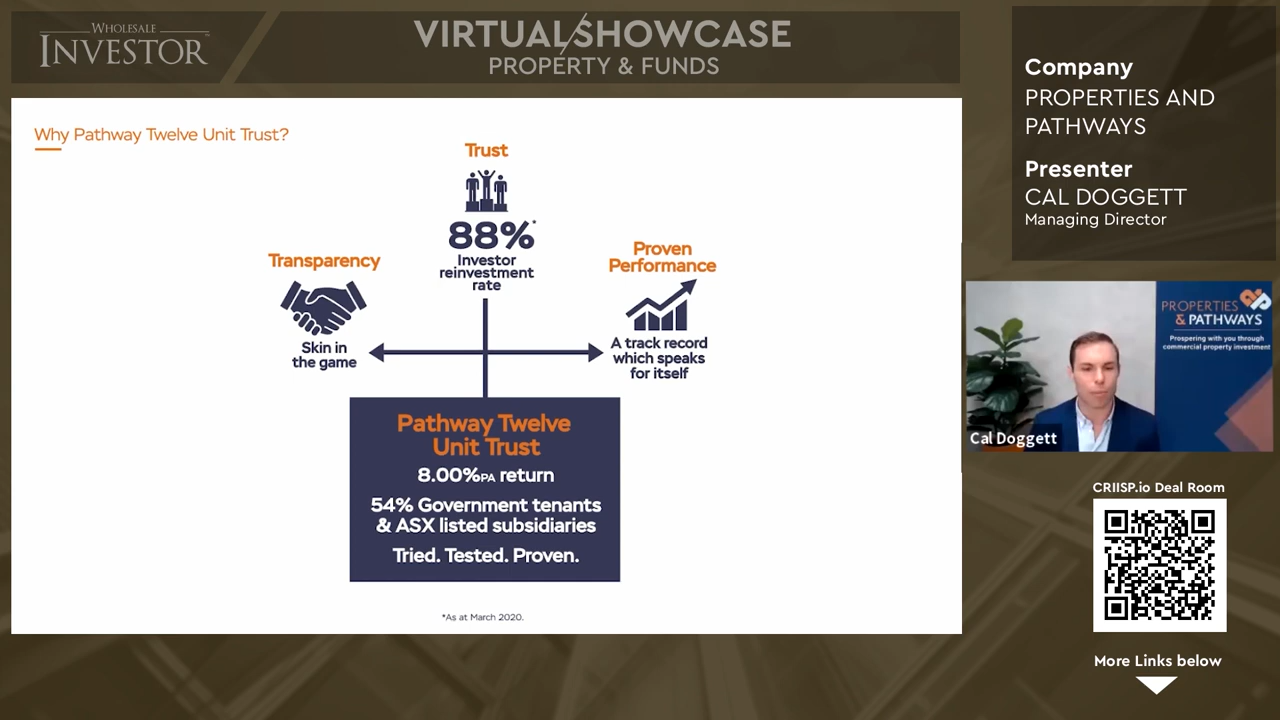 WHOLESALE
INVESTOR
VIRTUAL/SHOWCASE
PROPERTY & FUNDS
Why Pathway Twelve Unit Trust?
Trust
88%*
Investor
reinvestment
rate
Transparency
Skin in
the game
Proven
Performance
A track record
which speaks
for itself
Pathway Twelve
Unit Trust
8.00%PA return
54% Government tenants
& ASX listed subsidiaries
Tried. Tested. Proven.
*As at March 2020.
Company
PROPERTIES AND
PATHWAYS
Presenter
CAL DOGGETT
Managing Director
PROPERTIES
& PATHWAYS
Prospering with you through
commercial property investment
Cal Doggett
CRIISP.io Deal Room
More Links below